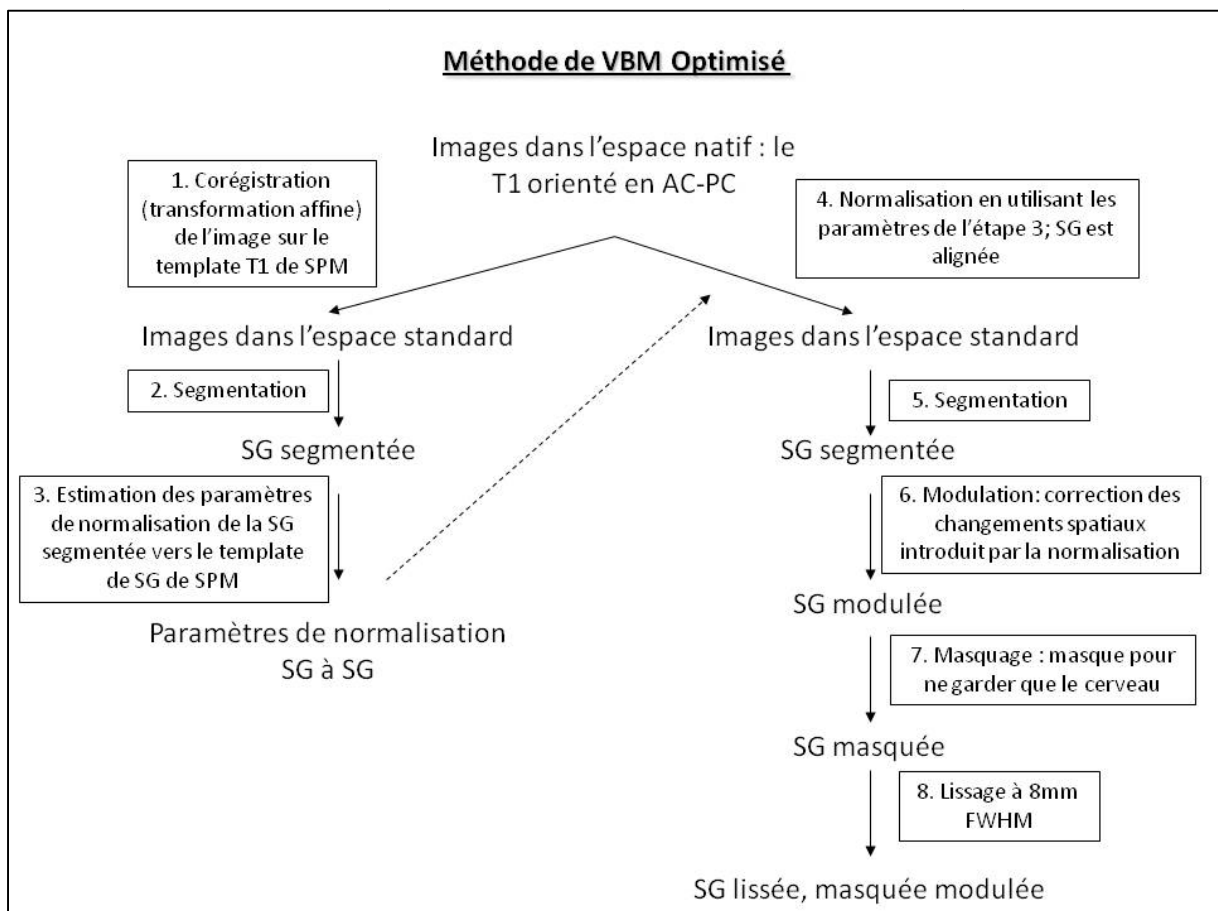 Méthode de VBM Optimisé
Images dans l'espace natif : le
T1 orienté en AC-PC
1. Corégistration
(transformation affine)
de l'image sur le
template T1 de SPM
4. Normalisation en utilisant les
paramètres de l'étape 3; SG est
alignée
Images dans l'espace standard
Images dans l'espace standard
2. Segmentation
5. Segmentation
SG segmentée
SG segmentée
3. Estimation des paramètres
de normalisation de la SG
segmentée vers le template
de SG de SPM
6. Modulation: correction des
changements spatiaux
introduit par la normalisation
Paramètres de normalisation
SG à SG
SG modulée
7. Masquage : masque pour
ne garder que le cerveau
SG masquée
8. Lissage à 8mm
FWHM
SG lissée, masquée modulée